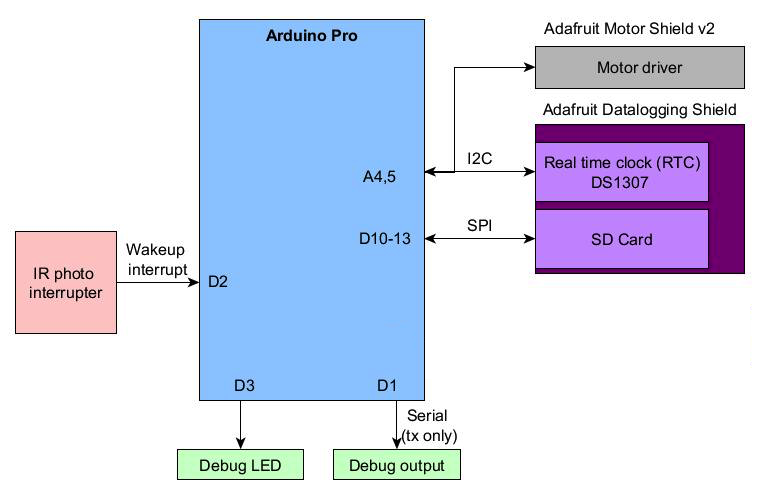 Arduino Pro
Adafruit Motor Shield v2
Motor driver
Adafruit Datalogging Shield
A4,5
I2C
Real time clock (RTC)
DS1307
D10-13
SPI
SD Card
IR photo
interrupter
Wakeup
interrupt
D2
D3
D1
Serial
(tx only)
Debug LED
Debug output